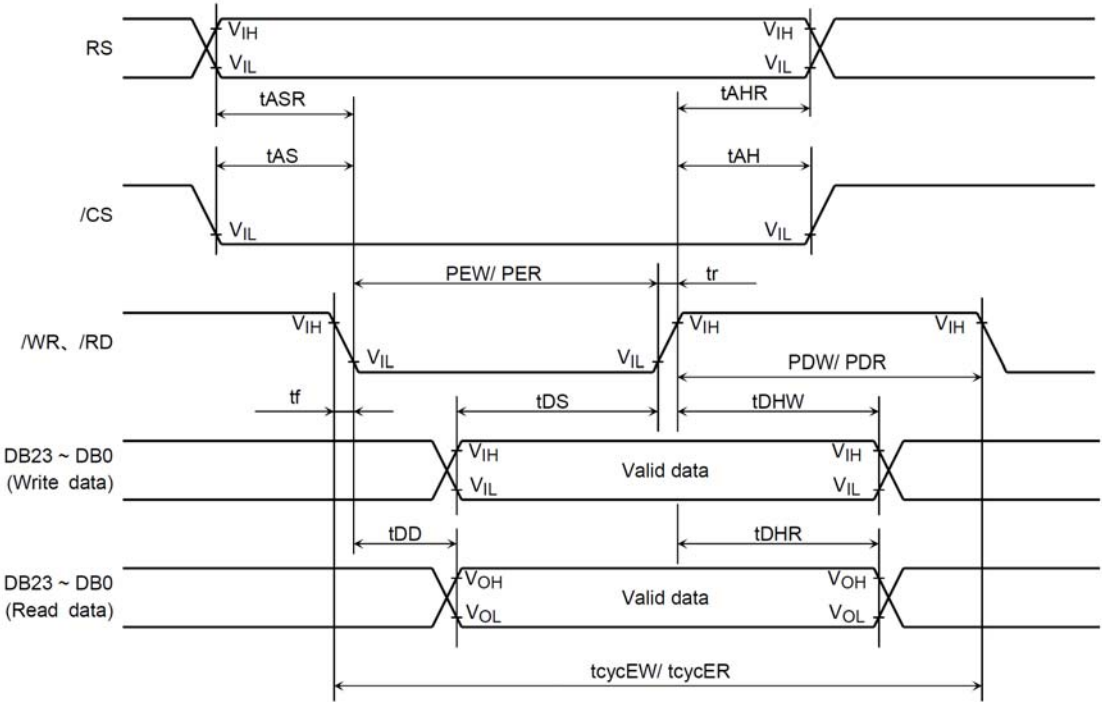 RS
VIH
VIH
VIL
VIL
tASR
tAHR
tAS
tAH
/CS
VIL
VIL
PEW/ PER
tr
/WR、/RD
VIH
VIH
VIH
VIL
VIL
PDW/ PDR
tf
tDS
tDHW
DB23 ~ DB0
(Write data)
VIH
Valid data
VIH
VIL
VIL
tDD
tDHR
DB23 ~ DB0
(Read data)
VOH
Valid data
VOH
VOL
VOL
tcycEW/ tcycER